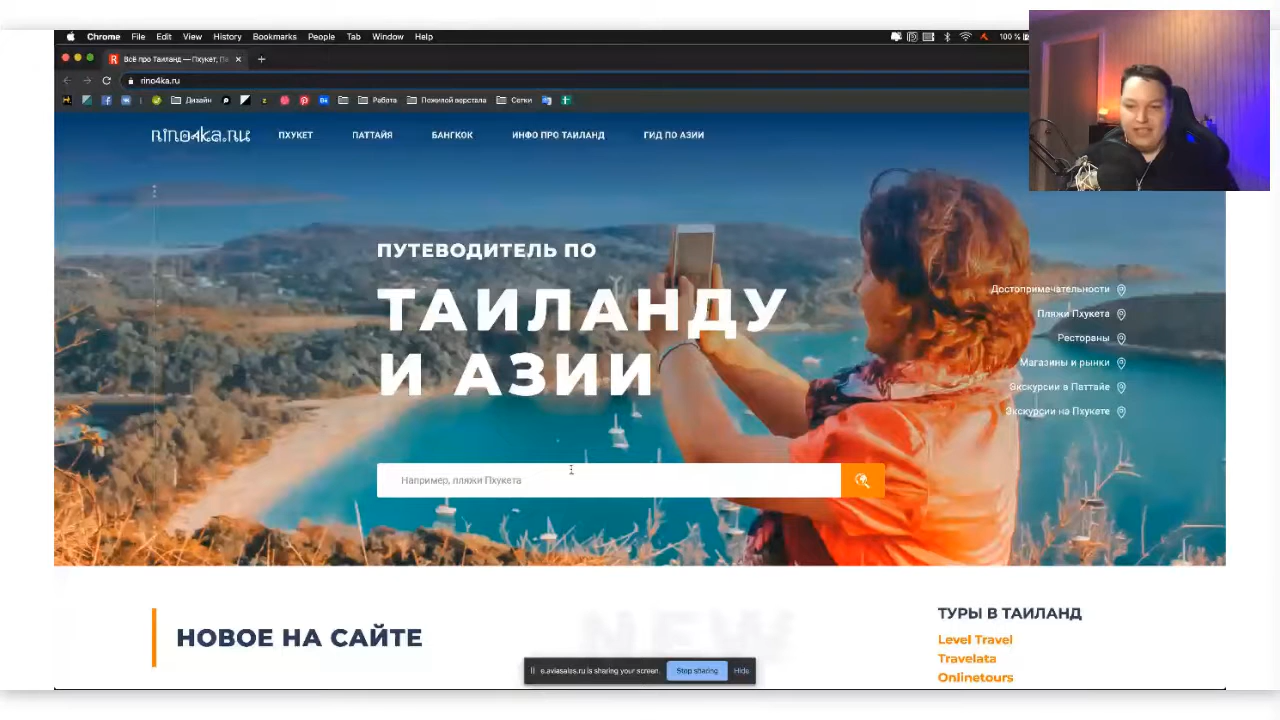 Chrome File Edit View History Bookmarks People Tab Window Help
100 %
Всё про Таиланд — Пхукет, Па
rino4ka.ru
Дизайн
Работа
Пожилой верстала
Сетки
rino4ka.ru
ПХУКЕТ
ПАТТАЙЯ
БАНГКОК
ИНФО ПРО ТАИЛАНД
ГИД ПО АЗИИ
ПУТЕВОДИТЕЛЬ ПО
ТАИЛАНДУ
И АЗИИ
Например, пляжи Пхукета
Достопримечательности
Пляжи Пхукета
Рестораны
Магазины и рынки
Экскурсии в Паттайе
Экскурсии на Пхукете
НОВОЕ НА САЙТЕ
NEW
ТУРЫ В ТАИЛАНД
Level Travel
Travelata
Onlinetours
e.aviasales.ru is sharing your screen.
Stop sharing
Hide